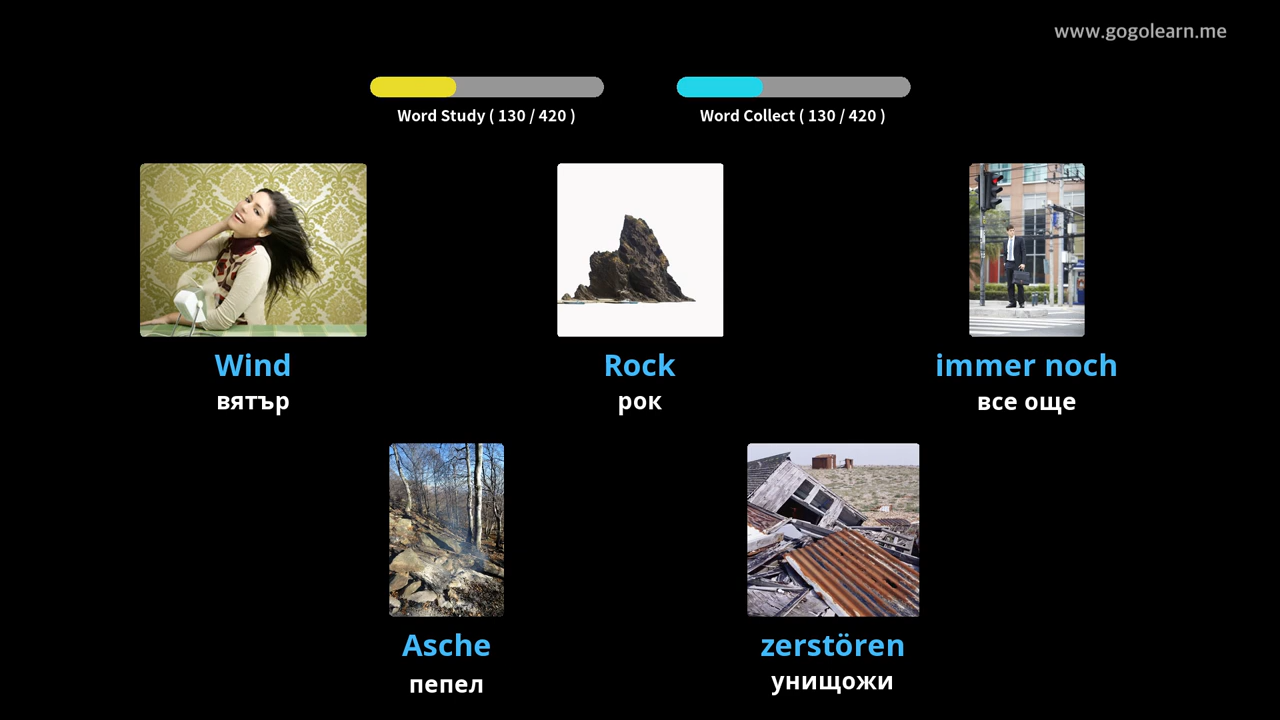 www.gogolearn.me
Word Study ( 130 / 420 )
Word Collect ( 130 / 420 )
Wind
вятър
Rock
рок
immer noch
все още
Asche
пепел
zerstören
унищожи